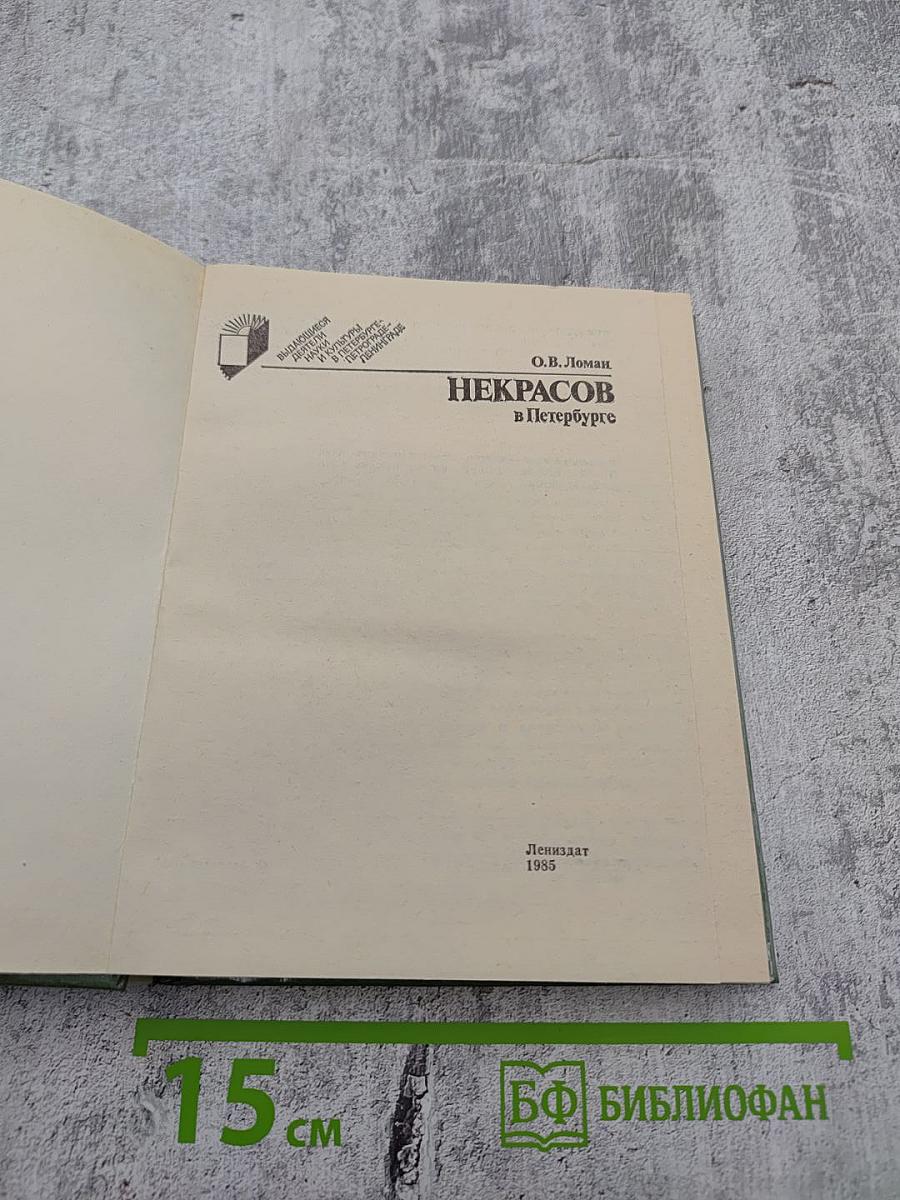 ВЫДАЮЩИЕСЯ
ДЕЯТЕЛИ
НАУКИ
И КУЛЬТУРЫ
В ПЕТЕРБУРГЕ-
ПЕТРОГРАДЕ-
ЛЕНИНГРАДЕ
О.В. Ломан
НЕКРАСОВ
в Петербурге
Лениздат
1985
15 см
БФ БИБЛИОФАН